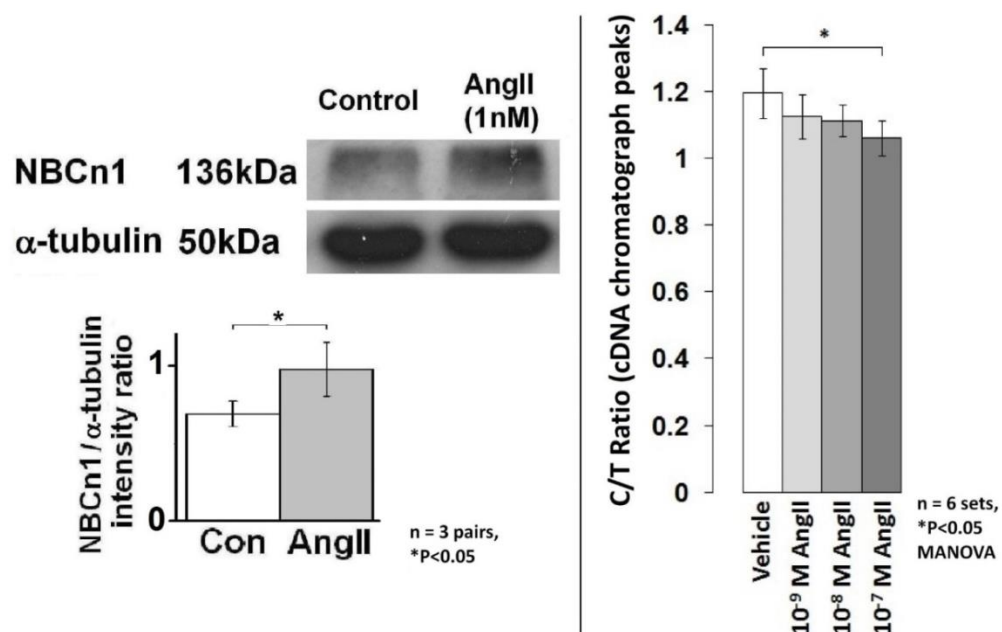 Control
AngII
(1nM)
NBCn1 136kDa
α-tubulin 50kDa
NBCn1/α-tubulin
intensity ratio
1
0
*
Con AngII
n = 3 pairs,
*P<0.05
C/T Ratio (cDNA chromatograph peaks)
1.4
1.2
1
0.8
0.6
0.4
0.2
0
*
Vehicle
10⁻⁹ M AngII
10⁻⁸ M AngII
10⁻⁷ M AngII
n = 6 sets,
*P<0.05
MANOVA